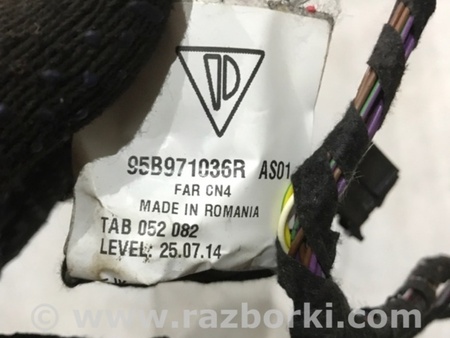 95B971036R AS01
FAR CN4
MADE IN ROMANIA
TAB 052 082
LEVEL: 25.07.14
© www.razborki.com